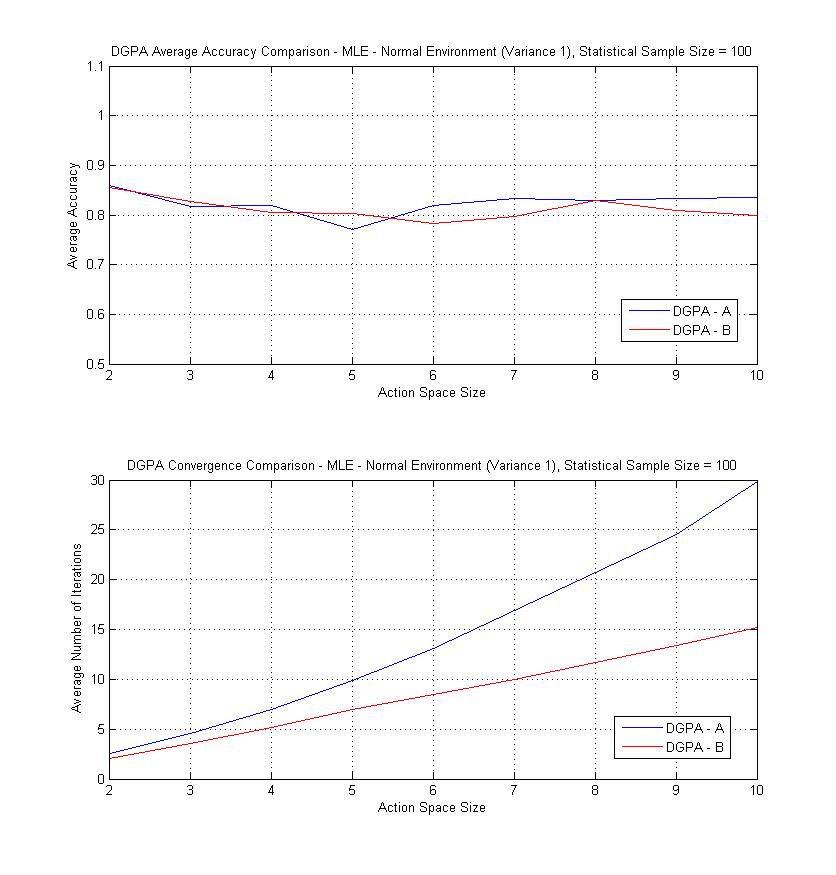 DGPA Average Accuracy Comparison - MLE - Normal Environment (Variance 1), Statistical Sample Size = 100
1.1
1
0.9
0.8
0.7
0.6
0.5
Average Accuracy
DGPA - A
DGPA - B
2 3 4 5 6 7 8 9 10
Action Space Size
DGPA Convergence Comparison - MLE - Normal Environment (Variance 1), Statistical Sample Size = 100
30
25
20
15
10
5
0
Average Number of Iterations
DGPA - A
DGPA - B
2 3 4 5 6 7 8 9 10
Action Space Size